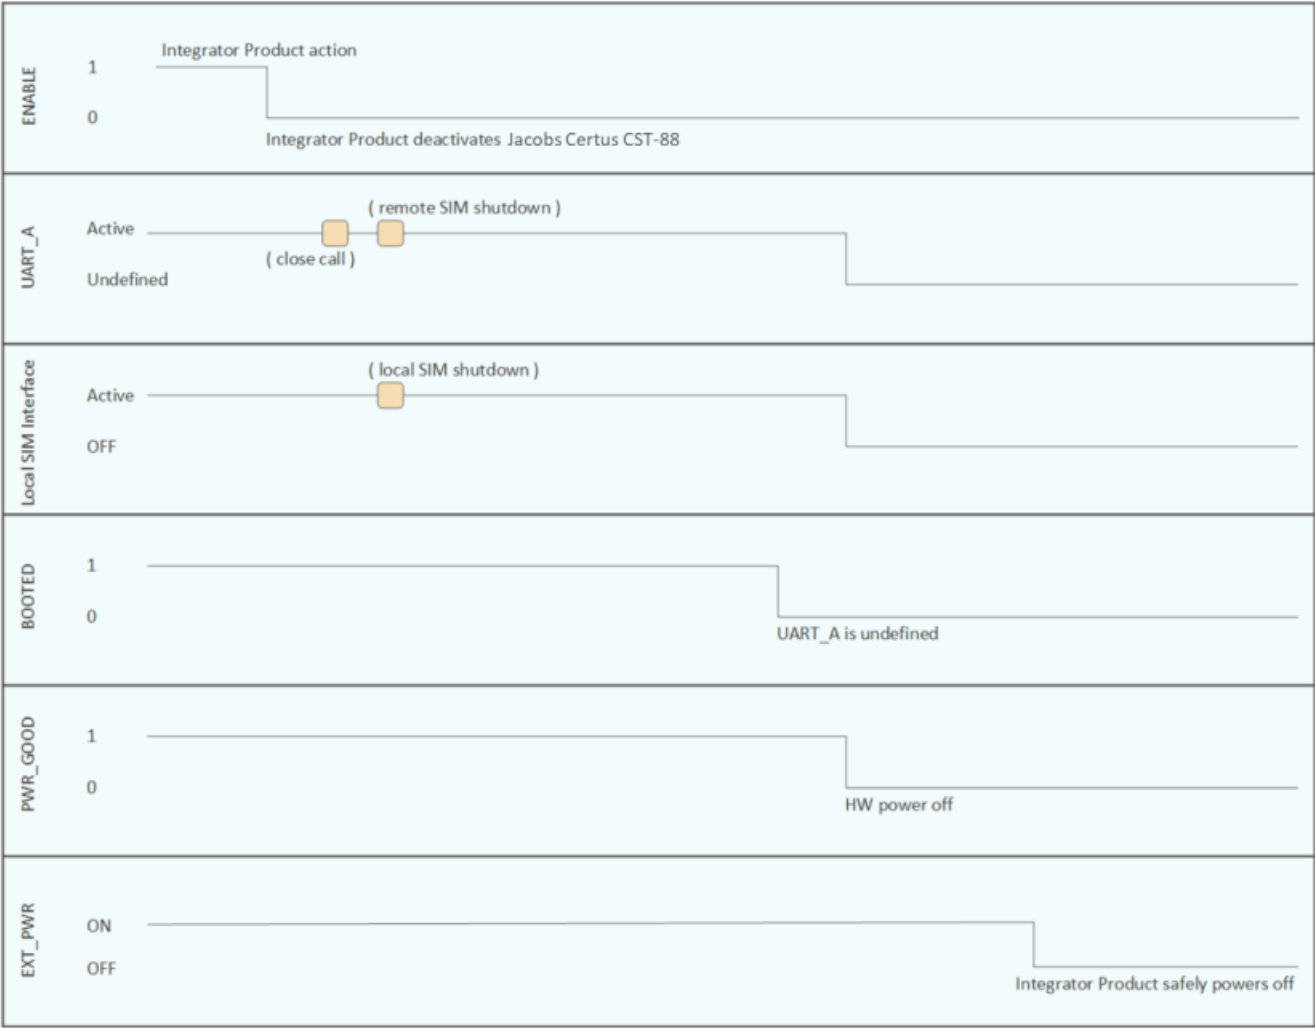 ENABLE
Integrator Product action
1
0
Integrator Product deactivates Jacobs Certus CST-88
UART_A
( remote SIM shutdown )
Active
( close call )
Undefined
Local SIM Interface
( local SIM shutdown )
Active
OFF
BOOTED
1
0
UART_A is undefined
PWR_GOOD
1
0
HW power off
EXT_PWR
ON
OFF
Integrator Product safely powers off